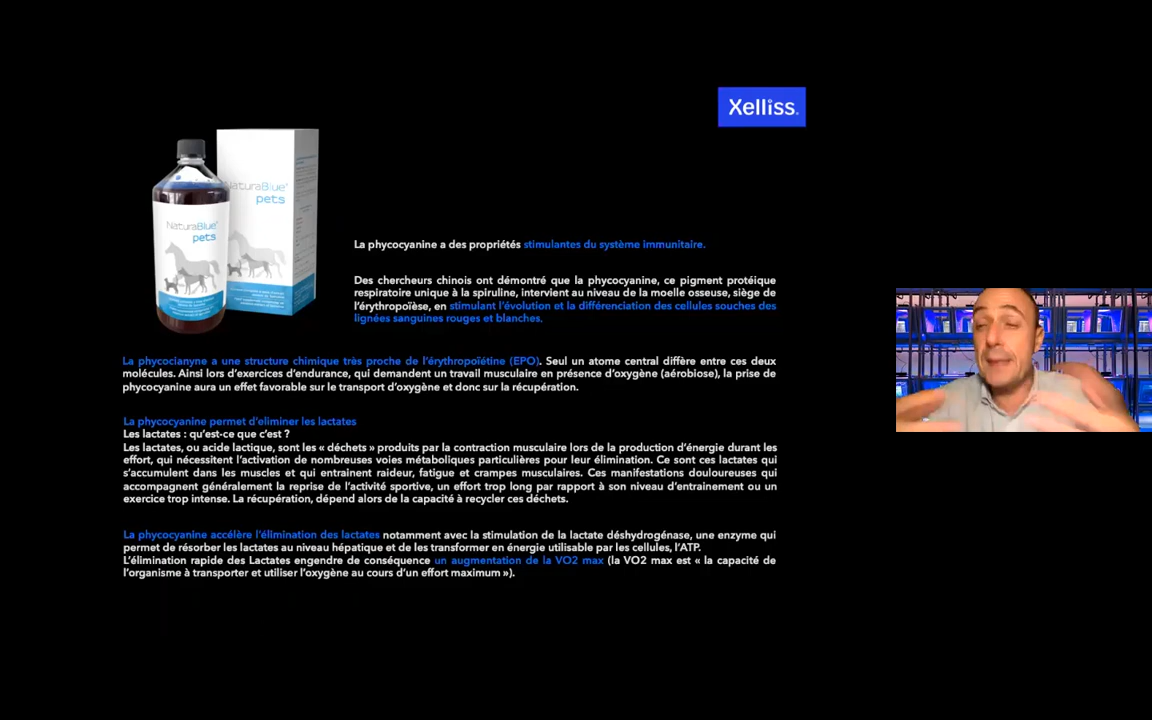 Xelliss.
NaturaBlue®
pets
NaturaBlue®
pets
La phycocyanine a des propriétés stimulantes du système immunitaire.
Des chercheurs chinois ont démontré que la phycocyanine, ce pigment protéique
respiratoire unique à la spiruline, intervient au niveau de la moelle osseuse, siège de
l'érythropoïèse, en stimulant l'évolution et la différenciation des cellules souches des
lignées sanguines rouges et blanches.
La phycocianyne a une structure chimique très proche de l'érythropoïétine (EPO). Seul un atome central diffère entre ces deux
molécules. Ainsi lors d'exercices d'endurance, qui demandent un travail musculaire en présence d'oxygène (aérobiose), la prise de
phycocyanine aura un effet favorable sur le transport d'oxygène et donc sur la récupération.
La phycocyanine permet d'eliminer les lactates
Les lactates : qu'est-ce que c'est ?
Les lactates, ou acide lactique, sont les « déchets » produits par la contraction musculaire lors de la production d'énergie durant les
effort, qui nécessitent l'activation de nombreuses voies métaboliques particulières pour leur élimination. Ce sont ces lactates qui
s'accumulent dans les muscles et qui entrainent raideur, fatigue et crampes musculaires. Ces manifestations douloureuses qui
accompagnent généralement la reprise de l'activité sportive, un effort trop long par rapport à son niveau d'entrainement ou un
exercice trop intense. La récupération, dépend alors de la capacité à recycler ces déchets.
La phycocyanine accélère l'élimination des lactates notamment avec la stimulation de la lactate déshydrogénase, une enzyme qui
permet de résorber les lactates au niveau hépatique et de les transformer en énergie utilisable par les cellules, l'ATP.
L'élimination rapide des Lactates engendre de conséquence un augmentation de la VO2 max (la VO2 max est « la capacité de
l'organisme à transporter et utiliser l'oxygène au cours d'un effort maximum »).